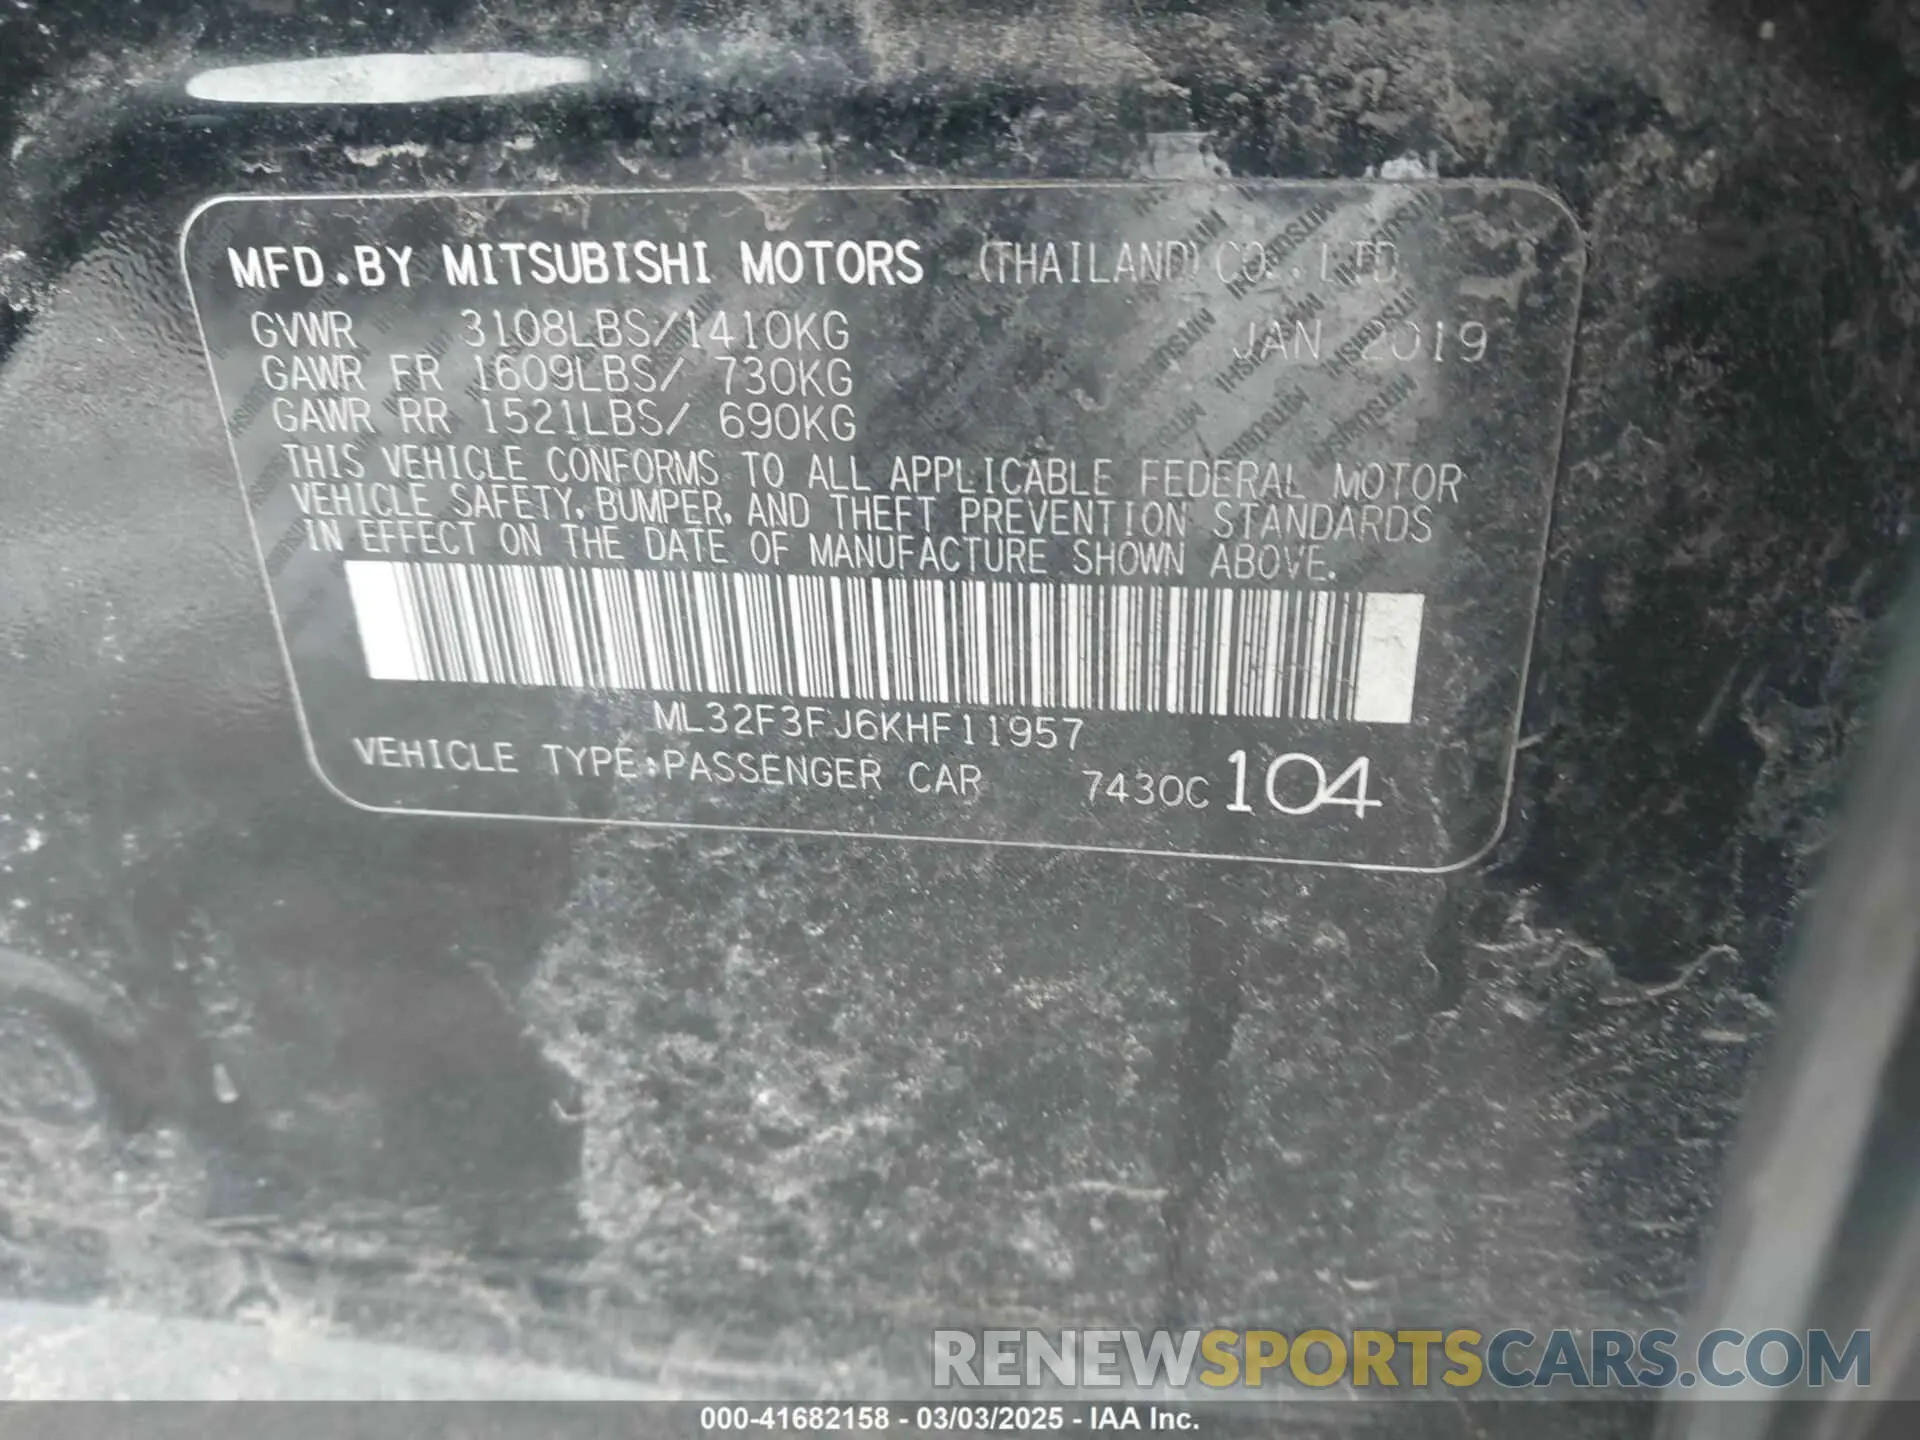 MFD.BY MITSUBISHI MOTORS (THAILAND) CO., LTD.
GVWR 3108LBS/1410KG JAN 2019
GAWR FR 1609LBS/ 730KG
GAWR RR 1521LBS/ 690KG
THIS VEHICLE CONFORMS TO ALL APPLICABLE FEDERAL MOTOR
VEHICLE SAFETY, BUMPER, AND THEFT PREVENTION STANDARDS
IN EFFECT ON THE DATE OF MANUFACTURE SHOWN ABOVE.
ML32F3FJ6KHF11957
VEHICLE TYPE:PASSENGER CAR 7430C 104
RENEWSPORTSCARS.COM
000-41682158 - 03/03/2025 - IAA Inc.